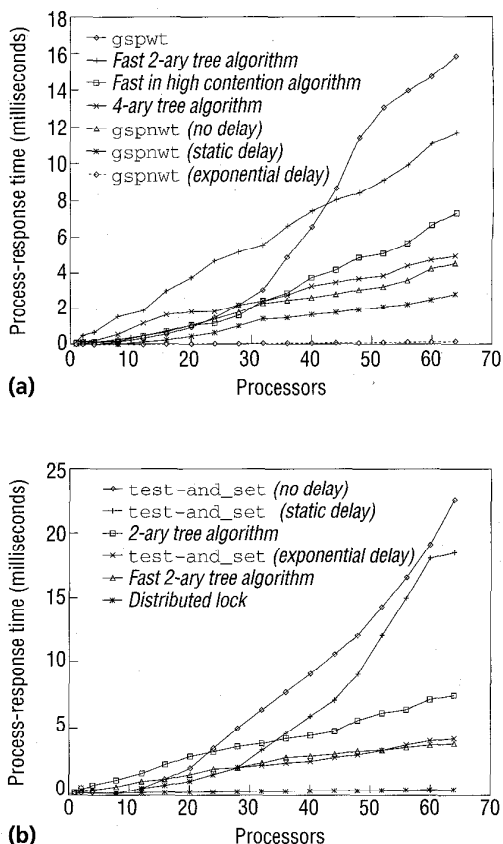 18
16
14
12
10
8
6
4
2
0
Process-response time (milliseconds)
gspwt
Fast 2-ary tree algorithm
Fast in high contention algorithm
4-ary tree algorithm
gspnwt (no delay)
gspnwt (static delay)
gspnwt (exponential delay)
0 10 20 30 40 50 60 70
Processors
(a)
25
20
15
10
5
0
Process-response time (milliseconds)
test-and_set (no delay)
test-and_set (static delay)
2-ary tree algorithm
test-and_set (exponential delay)
Fast 2-ary tree algorithm
Distributed lock
0 10 20 30 40 50 60 70
Processors
(b)